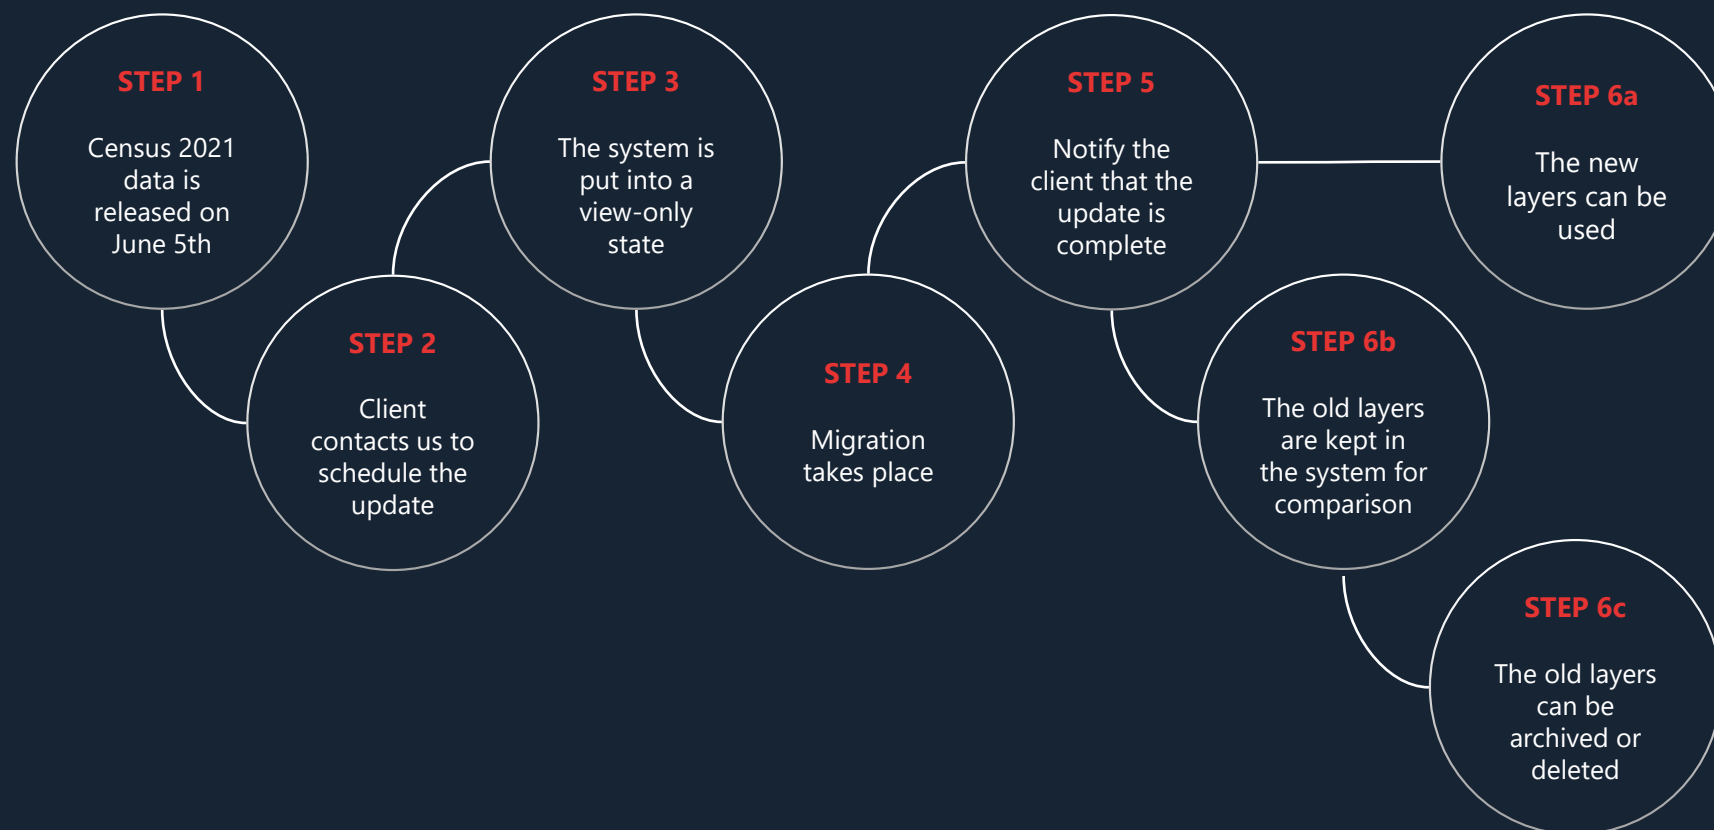 STEP 1
Census 2021
data is
released on
June 5th
STEP 2
Client
contacts us to
schedule the
update
STEP 3
The system is
put into a
view-only
state
STEP 4
Migration
takes place
STEP 5
Notify the
client that the
update is
complete
STEP 6a
The new
layers can be
used
STEP 6b
The old layers
are kept in
the system for
comparison
STEP 6c
The old layers
can be
archived or
deleted